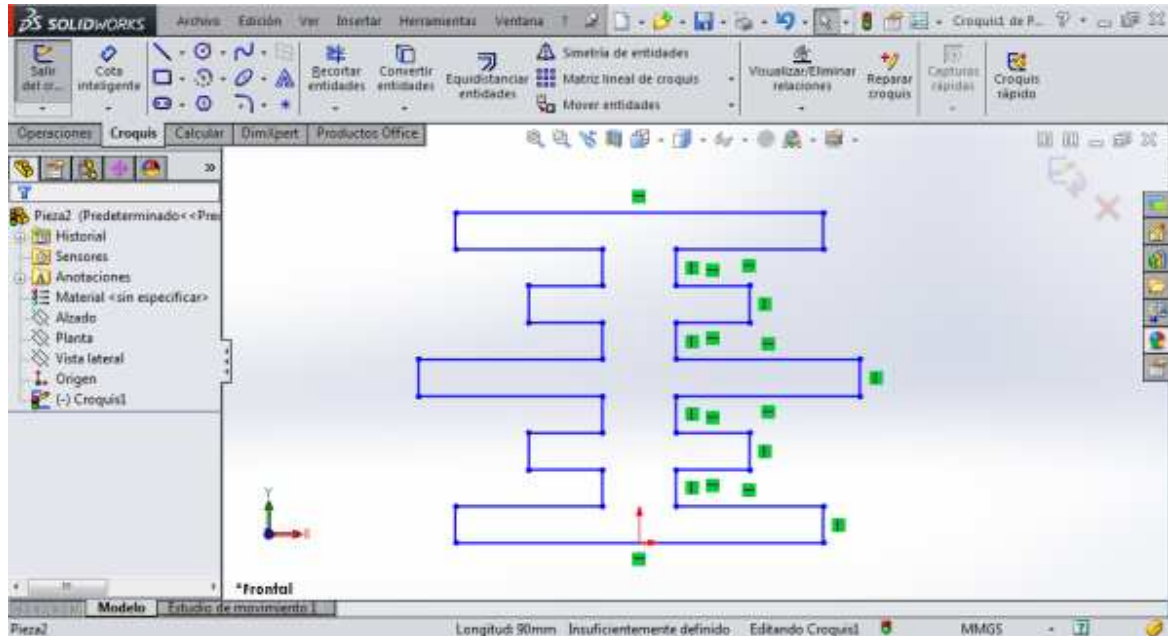 SOLIDWORKS Archivo Edición Ver Insertar Herramientas Ventana ? Croquis1 de P...
Salir del cr... Cota inteligente Recortar entidades Convertir entidades Equidistanciar entidades Simetría de entidades Matriz lineal de croquis Mover entidades Visualizar/Eliminar relaciones Reparar croquis Capturas rápidas Croquis rápido
Operaciones Croquis Calcular DimXpert Productos Office
Pieza2 (Predeterminado<<Pre
Historial
Sensores
Anotaciones
Material <sin especificar>
Alzado
Planta
Vista lateral
Origen
(-) Croquis1
Y
X
*Frontal
Modelo Estudio de movimiento 1
Pieza2 Longitud: 90mm Insuficientemente definido Editando Croquis1 MMGS